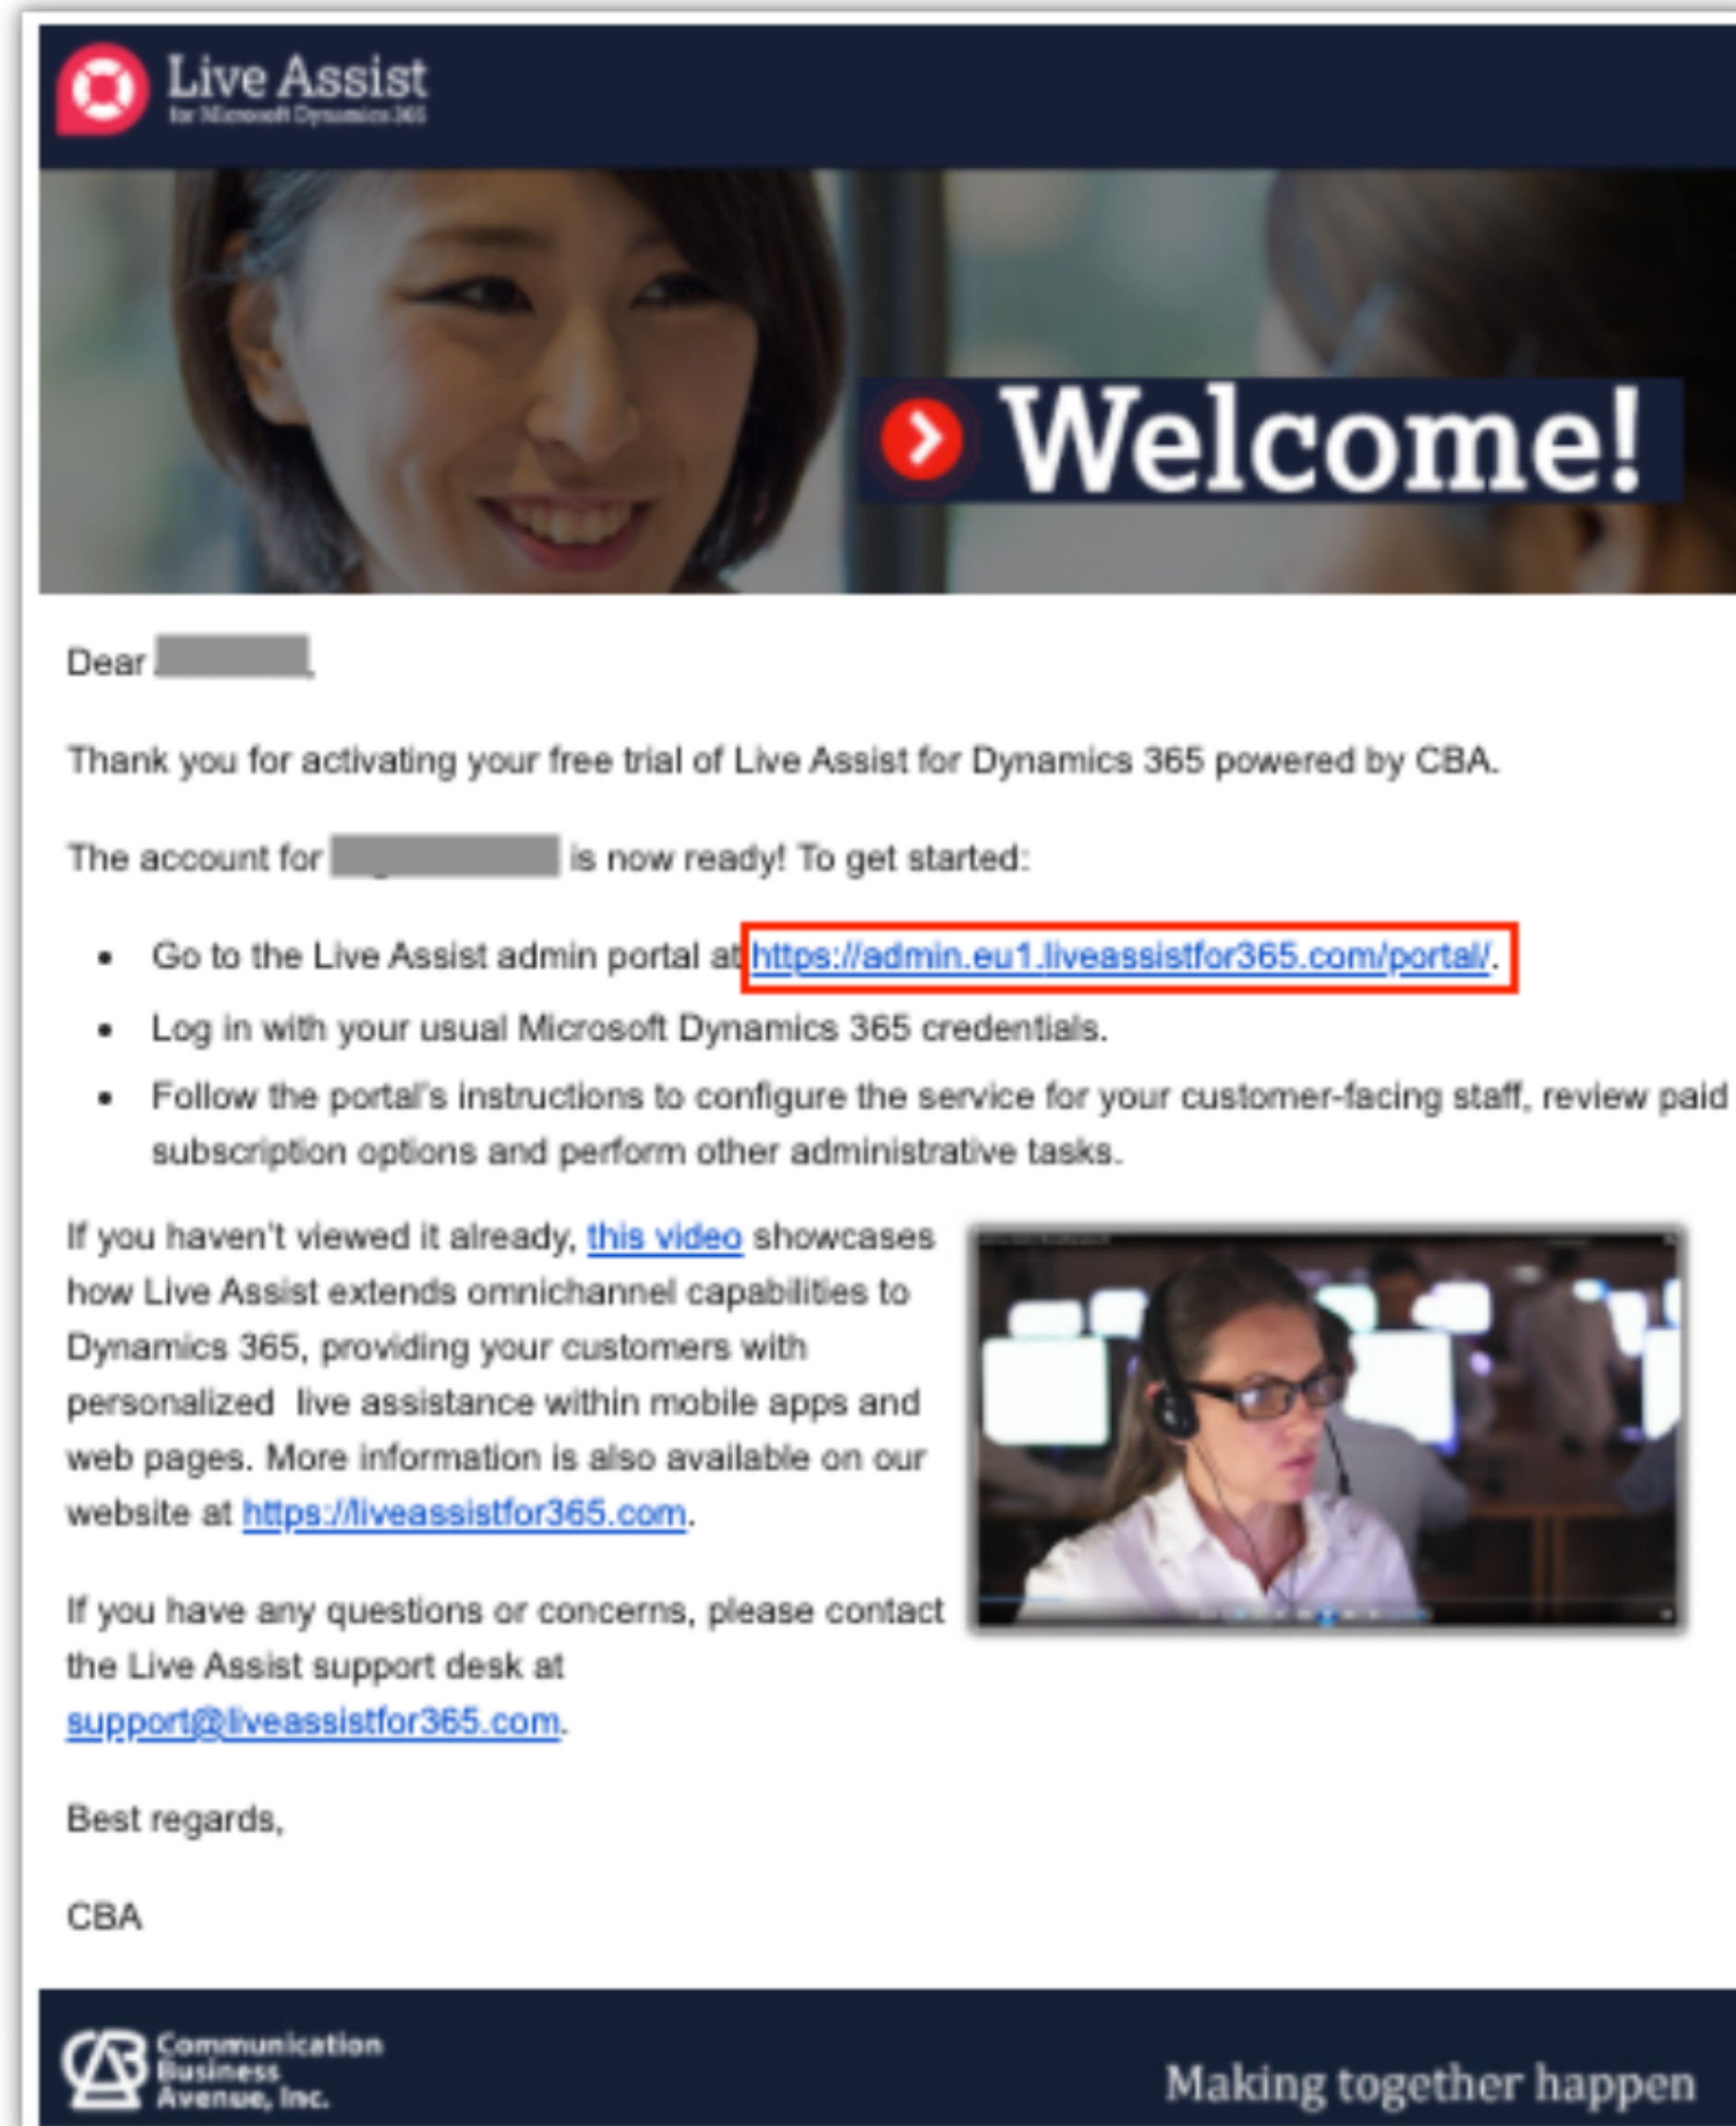 Live Assist
for Microsoft Dynamics 365
Welcome!
Dear
Thank you for activating your free trial of Live Assist for Dynamics 365 powered by CBA.
The account for is now ready! To get started:
• Go to the Live Assist admin portal at https://admin.eu1.liveassistfor365.com/portal/.
• Log in with your usual Microsoft Dynamics 365 credentials.
• Follow the portal's instructions to configure the service for your customer-facing staff, review paid
subscription options and perform other administrative tasks.
If you haven't viewed it already, this video showcases
how Live Assist extends omnichannel capabilities to
Dynamics 365, providing your customers with
personalized live assistance within mobile apps and
web pages. More information is also available on our
website at https://liveassistfor365.com.
If you have any questions or concerns, please contact
the Live Assist support desk at
support@liveassistfor365.com.
Best regards,
CBA
CBA Communication
Business
Avenue, Inc.
Making together happen